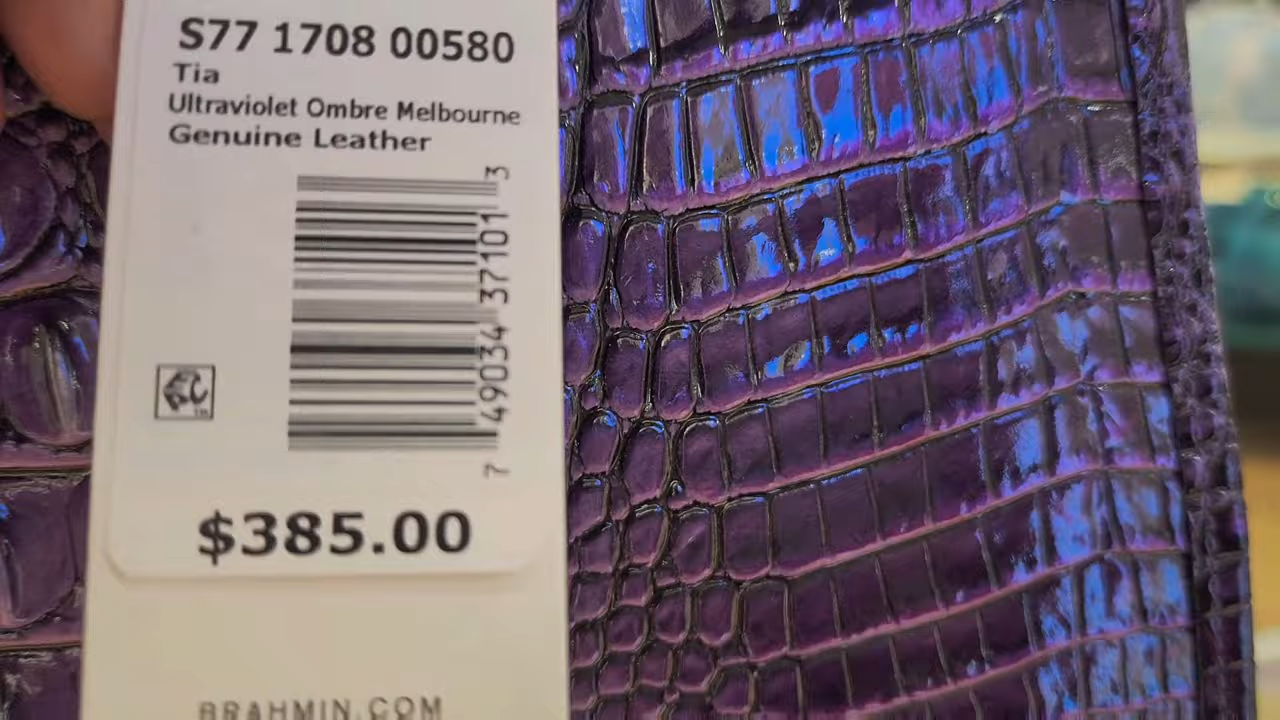 S77 1708 00580
Tia
Ultraviolet Ombre Melbourne
Genuine Leather
7 49034 37101 3
$385.00
BRAHMIN.COM